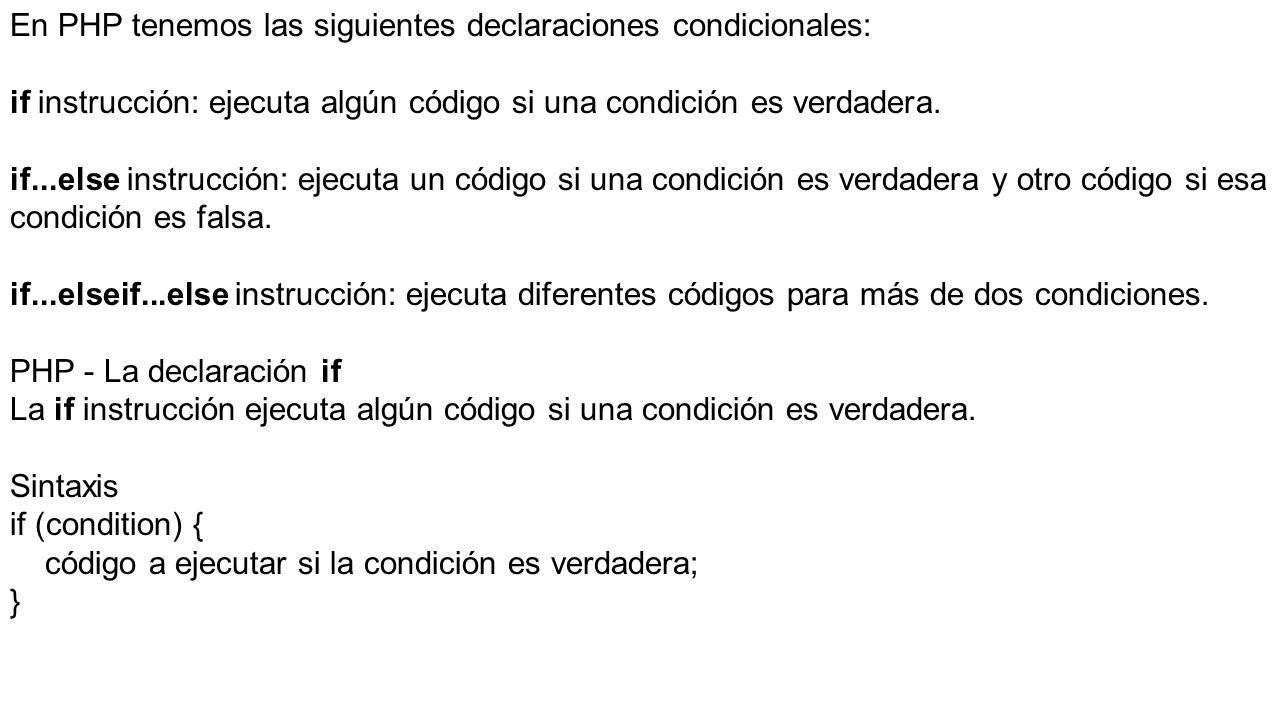 En PHP tenemos las siguientes declaraciones condicionales:
if instrucción: ejecuta algún código si una condición es verdadera.
if...else instrucción: ejecuta un código si una condición es verdadera y otro código si esa
condición es falsa.
if...elseif...else instrucción: ejecuta diferentes códigos para más de dos condiciones.
PHP - La declaración if
La if instrucción ejecuta algún código si una condición es verdadera.
Sintaxis
if (condition) {
código a ejecutar si la condición es verdadera;
}